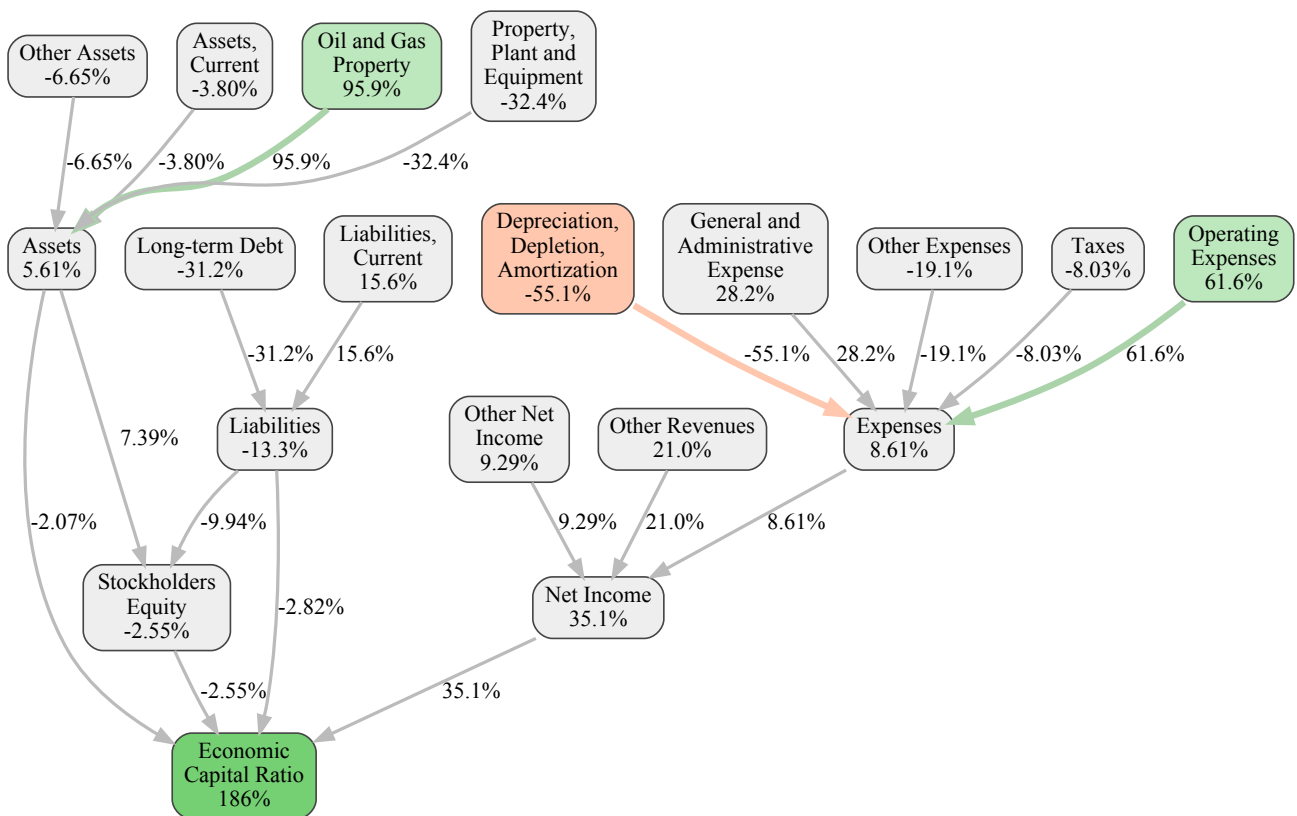 Other Assets
-6.65%
Assets,
Current
-3.80%
Oil and Gas
Property
95.9%
Property,
Plant and
Equipment
-32.4%
-6.65%
-3.80%
95.9%
-32.4%
Assets
5.61%
Long-term Debt
-31.2%
Liabilities,
Current
15.6%
Depreciation,
Depletion,
Amortization
-55.1%
General and
Administrative
Expense
28.2%
Other Expenses
-19.1%
Taxes
-8.03%
Operating
Expenses
61.6%
-31.2%
15.6%
-55.1%
28.2%
-19.1%
-8.03%
61.6%
7.39%
Liabilities
-13.3%
Other Net
Income
9.29%
Other Revenues
21.0%
Expenses
8.61%
-2.07%
-9.94%
9.29%
21.0%
8.61%
Stockholders
Equity
-2.55%
-2.82%
Net Income
35.1%
-2.55%
35.1%
Economic
Capital Ratio
186%